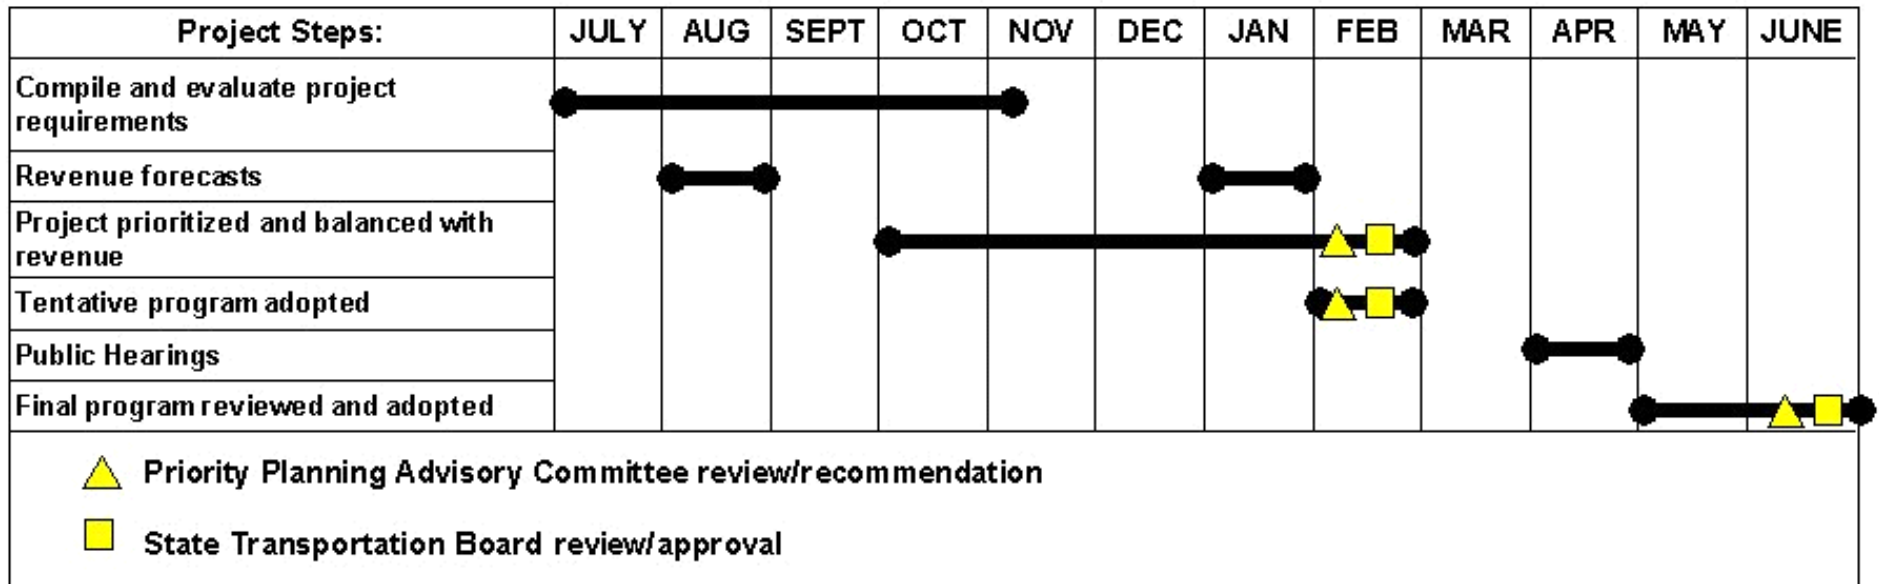 Project Steps: JULY AUG SEPT OCT NOV DEC JAN FEB MAR APR MAY JUNE
Compile and evaluate project
requirements
Revenue forecasts
Project prioritized and balanced with
revenue
Tentative program adopted
Public Hearings
Final program reviewed and adopted
Priority Planning Advisory Committee review/recommendation
State Transportation Board review/approval